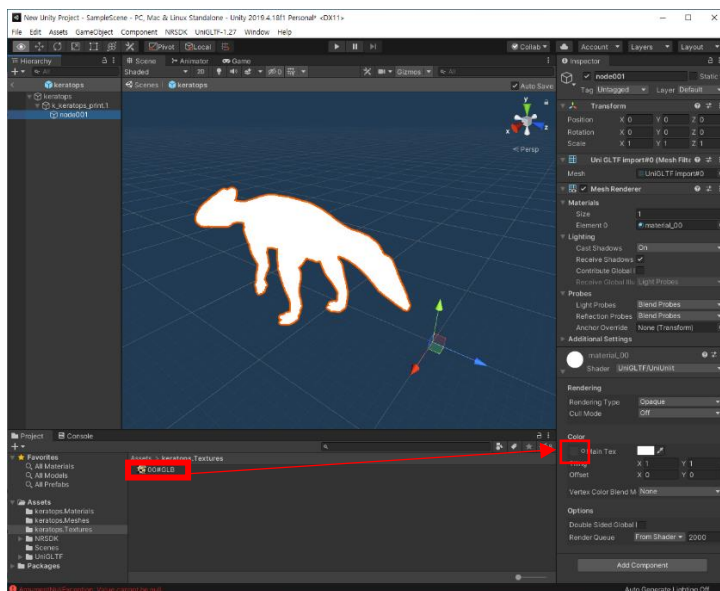 New Unity Project - SampleScene - PC, Mac & Linux Standalone - Unity 2019.4.18f1 Personal* <DX11>
File Edit Assets GameObject Component NRSDK UniGLTF-1.27 Window Help
Pivot Local Collab Account Layers Layout
Hierarchy
All
keratops
keratops
k_keratops_print.1
node001
Scene Animator Game
Shaded 2D 0 Gizmos All
Scenes keratops Auto Save
y
x z
Persp
Inspector
node001 Static
Tag Untagged Layer Default
Transform
Position X 0 Y 0 Z 0
Rotation X 0 Y 0 Z 0
Scale X 1 Y 1 Z 1
Uni GLTF import#0 (Mesh Filte
Mesh UniGLTF import#0
Mesh Renderer
Materials
Size 1
Element 0 material_00
Lighting
Cast Shadows On
Receive Shadows
Contribute Global I
Receive Global Illu Light Probes
Probes
Light Probes Blend Probes
Reflection Probes Blend Probes
Anchor Override None (Transform)
Additional Settings
material_00
Shader UniGLTF/UniUnlit
Rendering
Rendering Type Opaque
Cull Mode Off
Color
Main Tex
Tiling X 1 Y 1
Offset X 0 Y 0
Vertex Color Blend M None
Options
Double Sided Global I
Render Queue From Shader 2000
Add Component
Project Console
Favorites
All Materials
All Models
All Prefabs
Assets
keratops.Materials
keratops.Meshes
keratops.Textures
NRSDK
Scenes
UniGLTF
Packages
Assets > keratops.Textures
00#GLB
Auto Generate Lighting Off